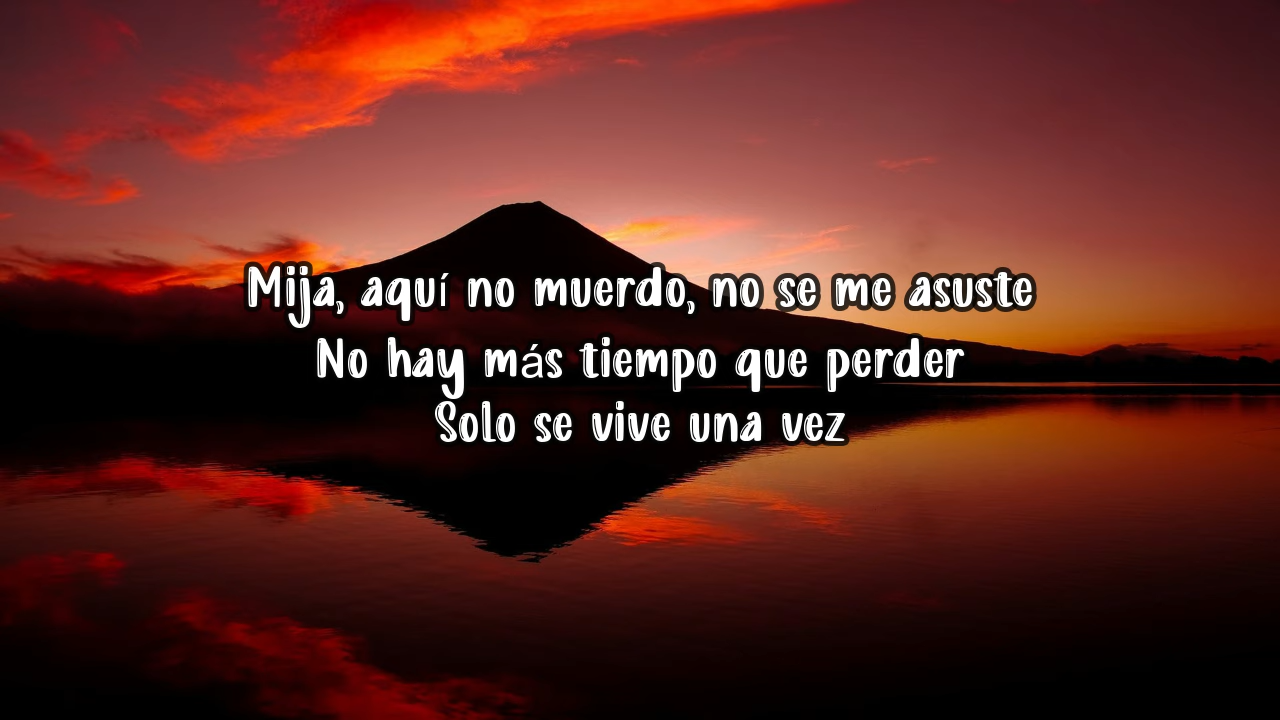 Mija, aquí no muerdo, no se me asuste
No hay más tiempo que perder
Solo se vive una vez